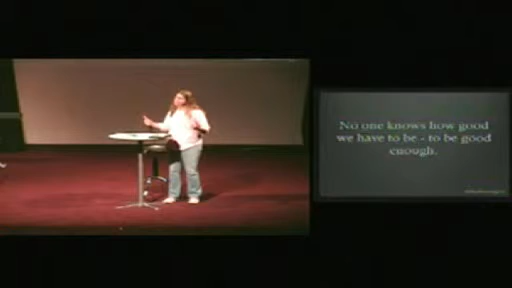 No one knows how good
we have to be - to be good
enough.